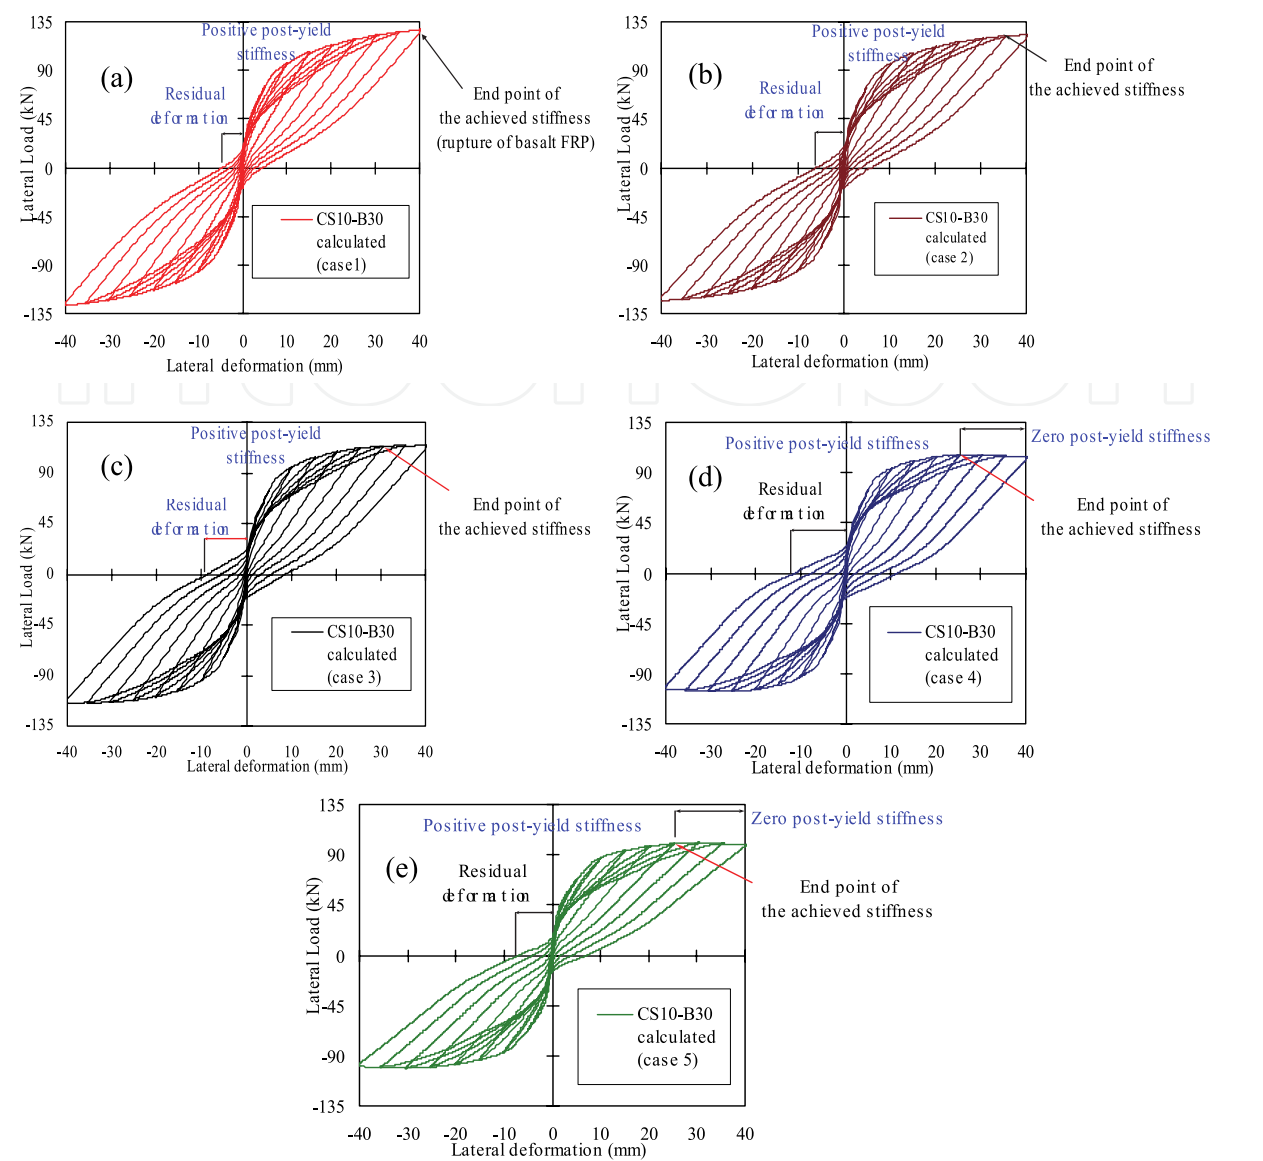 135
90
45
0
-45
-90
-135
Lateral Load (kN)
(a)
Positive post-yield
stiffness
Residual
deformation
End point of
the achieved stiffness
(rupture of basalt FRP)
CS10-B30
calculated
(case1)
-40 -30 -20 -10 0 10 20 30 40
Lateral deformation (mm)
135
90
45
0
-45
-90
-135
Lateral Load (kN)
(b)
Positive post-yield
stiffness
Residual
deformation
End point of
the achieved stiffness
CS10-B30
calculated
(case 2)
-40 -30 -20 -10 0 10 20 30 40
Lateral deformation (mm)
135
90
45
0
-45
-90
-135
Lateral Load (kN)
(c)
Positive post-yield
stiffness
Residual
deformation
End point of
the achieved stiffness
CS10-B30
calculated
(case 3)
-40 -30 -20 -10 0 10 20 30 40
Lateral deformation (mm)
135
90
45
0
-45
-90
-135
Lateral Load (kN)
(d)
Positive post-yield stiffness
Zero post-yield stiffness
Residual
deformation
End point of
the achieved stiffness
CS10-B30
calculated
(case 4)
-40 -30 -20 -10 0 10 20 30 40
Lateral deformation (mm)
135
90
45
0
-45
-90
-135
Lateral Load (kN)
(e)
Positive post-yield stiffness
Zero post-yield stiffness
Residual
deformation
End point of
the achieved stiffness
CS10-B30
calculated
(case 5)
-40 -30 -20 -10 0 10 20 30 40
Lateral deformation (mm)